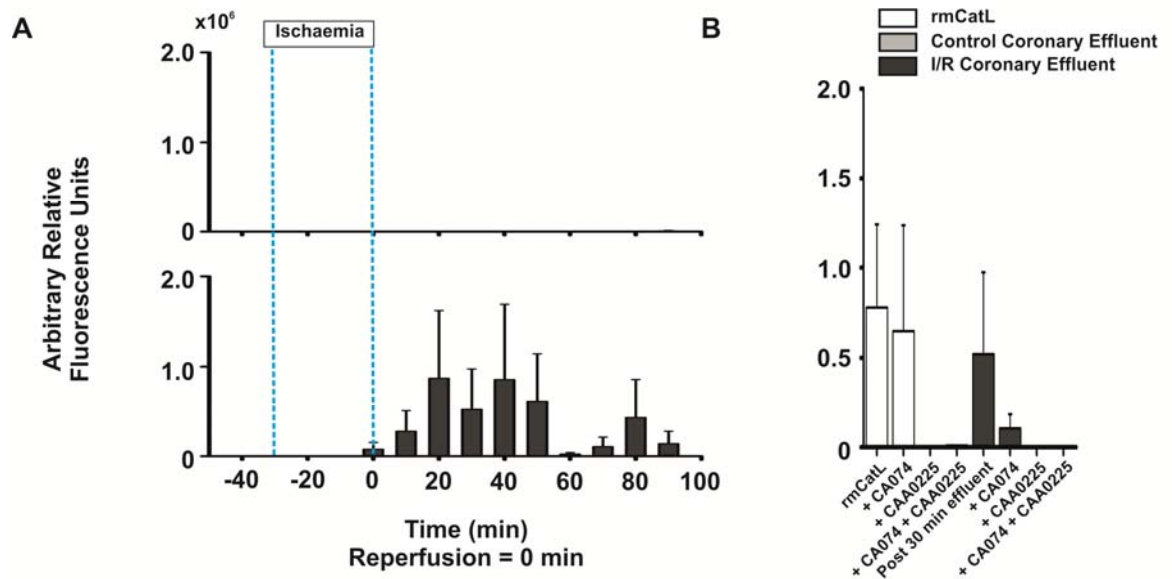 A
x10⁶
Ischaemia
2.0
1.0
0
2.0
1.0
0
Arbitrary Relative
Fluorescence Units
-40 -20 0 20 40 60 80 100
Time (min)
Reperfusion = 0 min
B
rmCatL
Control Coronary Effluent
I/R Coronary Effluent
2.0
1.5
1.0
0.5
0
rmCatL
+ CA074
+ CAA0225
+ CA074 + CAA0225
Post 30 min effluent
+ CA074
+ CAA0225
+ CA074 + CAA0225